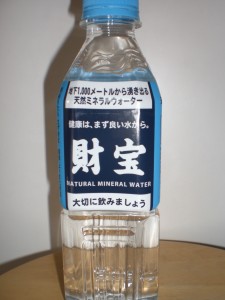 地下1,000メートルから湧き出る
天然ミネラルウォーター
健康は、まず良い水から。
財宝
NATURAL MINERAL WATER
大切に飲みましょう